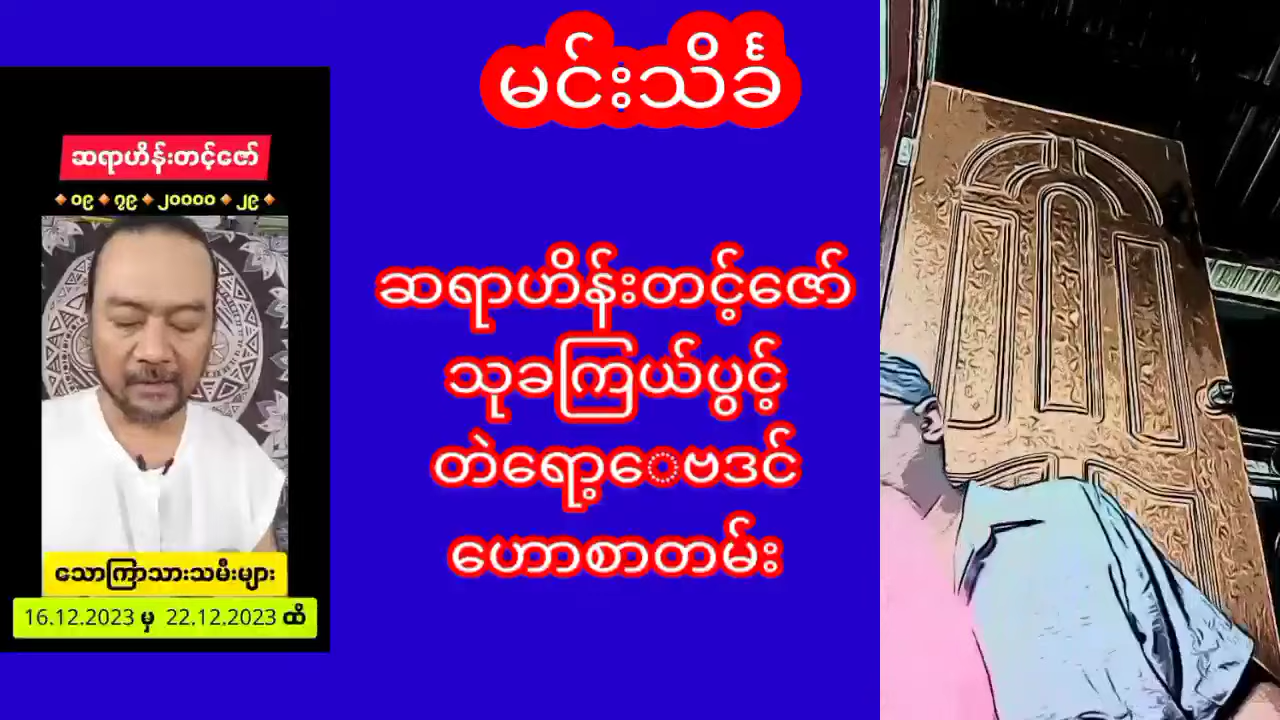 မင်းသိင်္ခ
ဆရာဟိန်းတင့်ဇော်
🔸၀၉🔸၇၉🔸၂၀၀၀၀🔸၂၉🔸
သောကြာသားသမီးများ
16.12.2023 မှ 22.12.2023 ထိ
ဆရာဟိန်းတင့်ဇော်
သုခကြယ်ပွင့်
တဲရော့ေဗဒင်
ဟောစာတမ်း